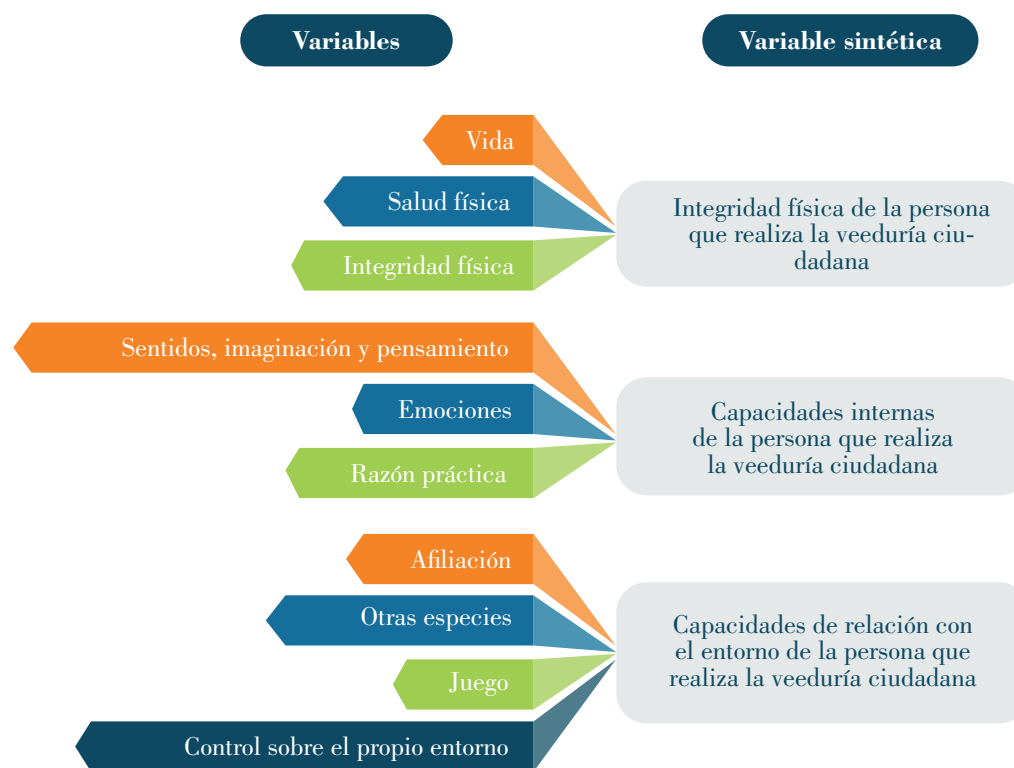 Variables
Variable sintética
Vida
Salud física
Integridad física
Integridad física de la persona
que realiza la veeduría ciu-
dadana
Sentidos, imaginación y pensamiento
Emociones
Razón práctica
Capacidades internas
de la persona que realiza
la veeduría ciudadana
Afiliación
Otras especies
Juego
Control sobre el propio entorno
Capacidades de relación con
el entorno de la persona que
realiza la veeduría ciudadana